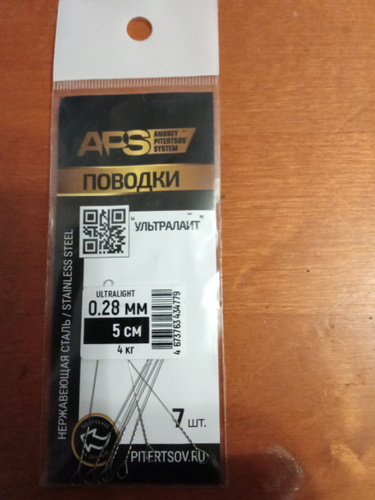 APS
ANDREY
PITERTSOV
SYSTEM
ПОВОДКИ
"УЛЬТРАЛАЙТ"
НЕРЖАВЕЮЩАЯ СТАЛЬ / STAINLESS STEEL
ULTRALIGHT
0.28 мм
5 см
4 кг
4 673763 434779
7 шт.
PITERTSOV.RU